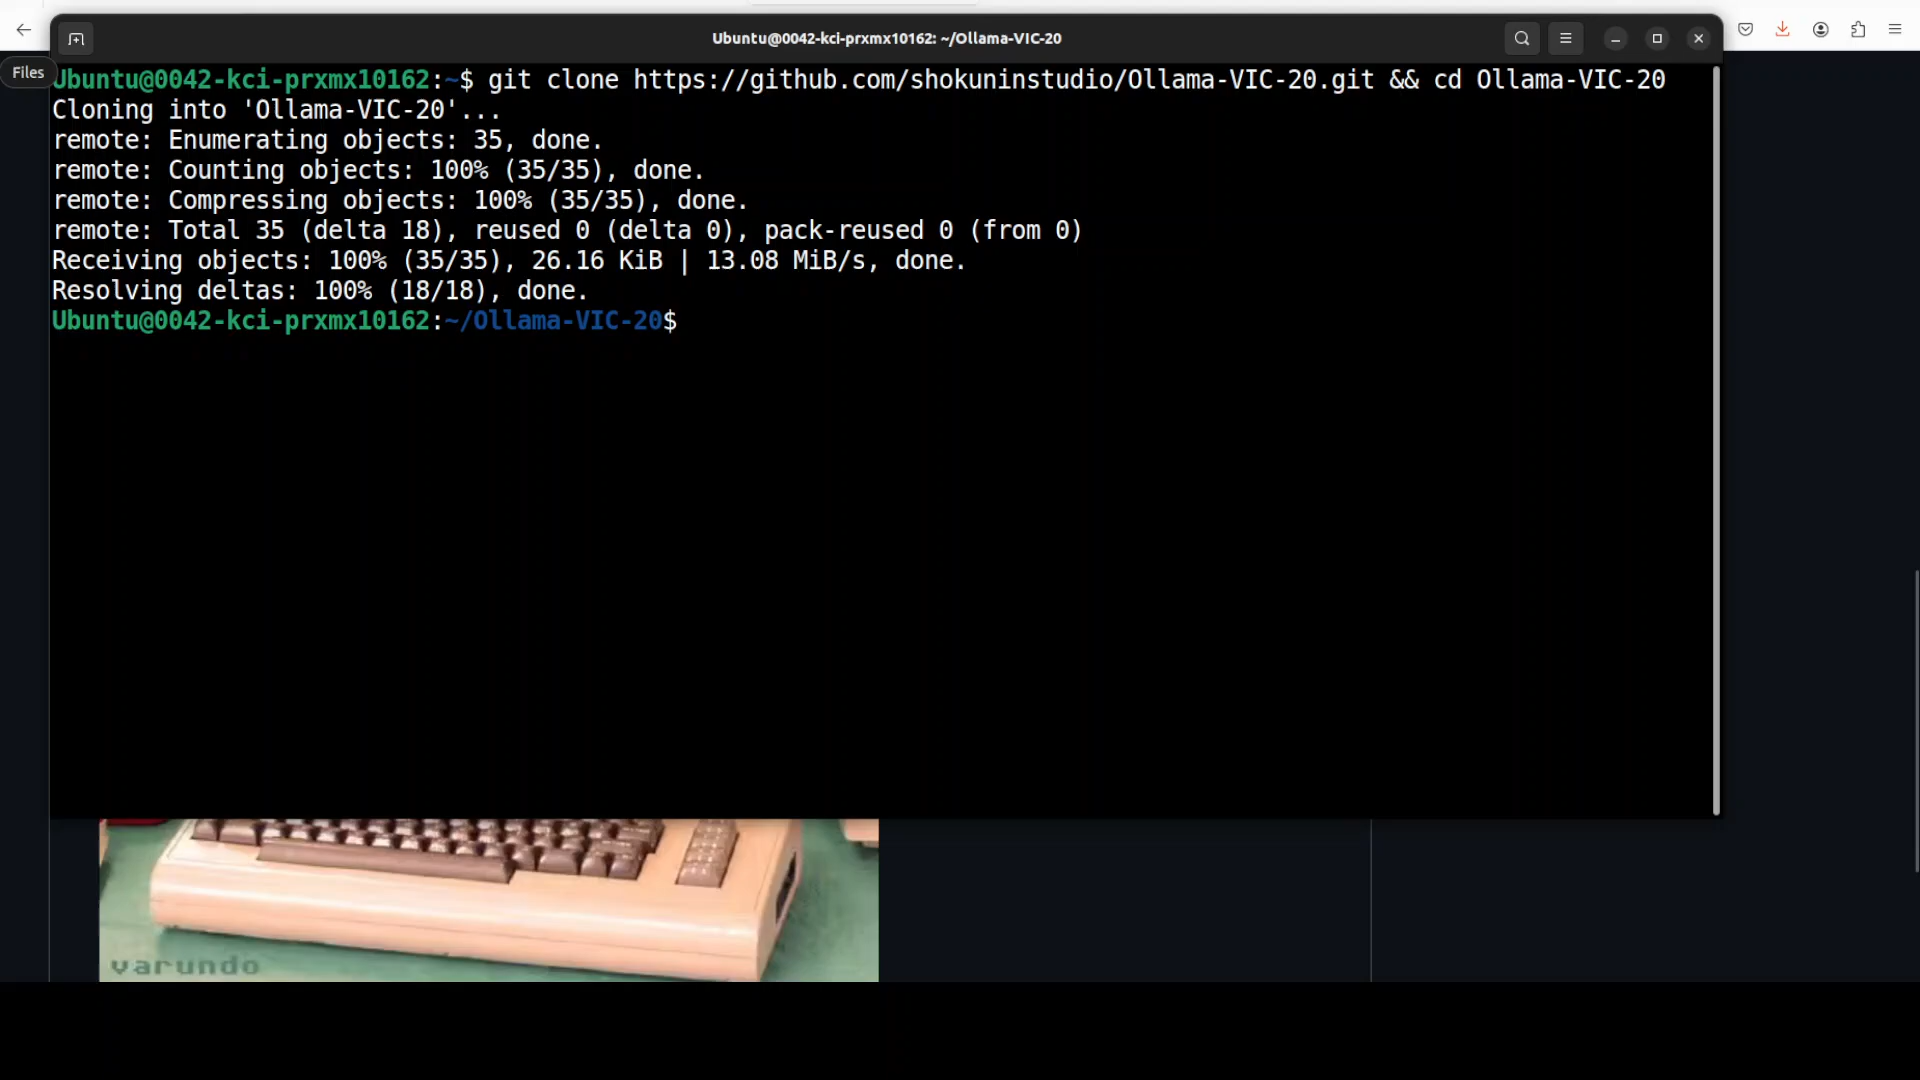 Ubuntu@0042-kci-prxmx10162: ~/Ollama-VIC-20
Files
Ubuntu@0042-kci-prxmx10162:~$ git clone https://github.com/shokuninstudio/Ollama-VIC-20.git && cd Ollama-VIC-20
Cloning into 'Ollama-VIC-20'...
remote: Enumerating objects: 35, done.
remote: Counting objects: 100% (35/35), done.
remote: Compressing objects: 100% (35/35), done.
remote: Total 35 (delta 18), reused 0 (delta 0), pack-reused 0 (from 0)
Receiving objects: 100% (35/35), 26.16 KiB | 13.08 MiB/s, done.
Resolving deltas: 100% (18/18), done.
Ubuntu@0042-kci-prxmx10162:~/Ollama-VIC-20$
varundo